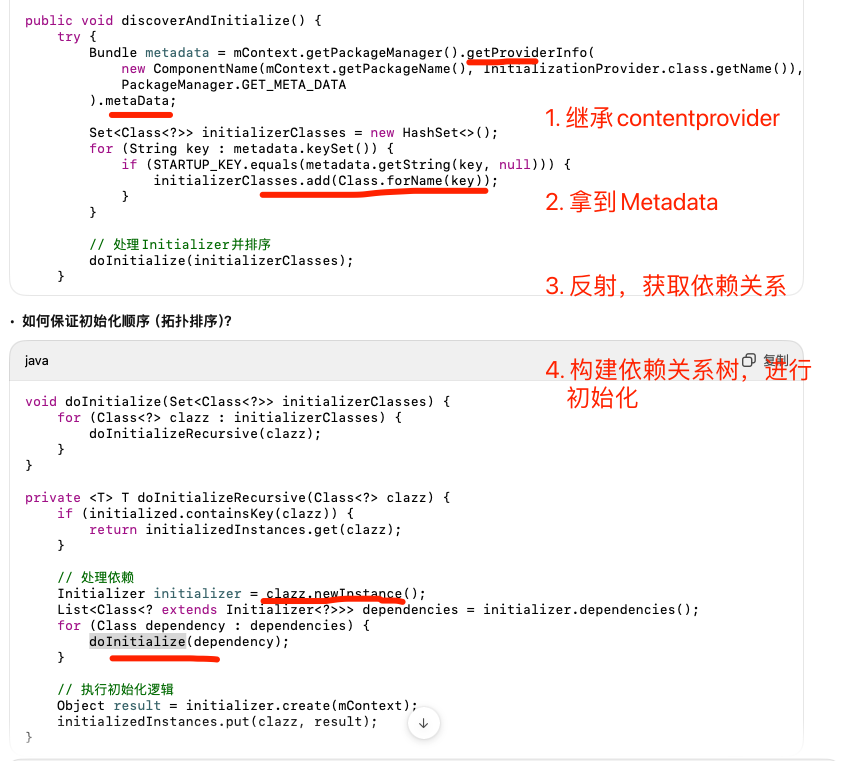 public void discoverAndInitialize() {
try {
Bundle metadata = mContext.getPackageManager().getProviderInfo(
new ComponentName(mContext.getPackageName(), InitializationProvider.class.getName()),
PackageManager.GET_META_DATA
).metaData;
1. 继承contentprovider
Set<Class<?>> initializerClasses = new HashSet<>();
for (String key : metadata.keySet()) {
if (STARTUP_KEY.equals(metadata.getString(key, null))) {
initializerClasses.add(Class.forName(key));
2. 拿到Metadata
}
}
// 处理Initializer并排序
doInitialize(initializerClasses);
}
3. 反射，获取依赖关系
• 如何保证初始化顺序 (拓扑排序)?
java
复制
4. 构建依赖关系树，进行
初始化
void doInitialize(Set<Class<?>> initializerClasses) {
for (Class<?> clazz : initializerClasses) {
doInitializeRecursive(clazz);
}
}
private <T> T doInitializeRecursive(Class<?> clazz) {
if (initialized.containsKey(clazz)) {
return initializedInstances.get(clazz);
}
// 处理依赖
Initializer initializer = clazz.newInstance();
List<Class<? extends Initializer<?>>> dependencies = initializer.dependencies();
for (Class dependency : dependencies) {
doInitialize(dependency);
}
// 执行初始化逻辑
Object result = initializer.create(mContext);
initializedInstances.put(clazz, result);
}